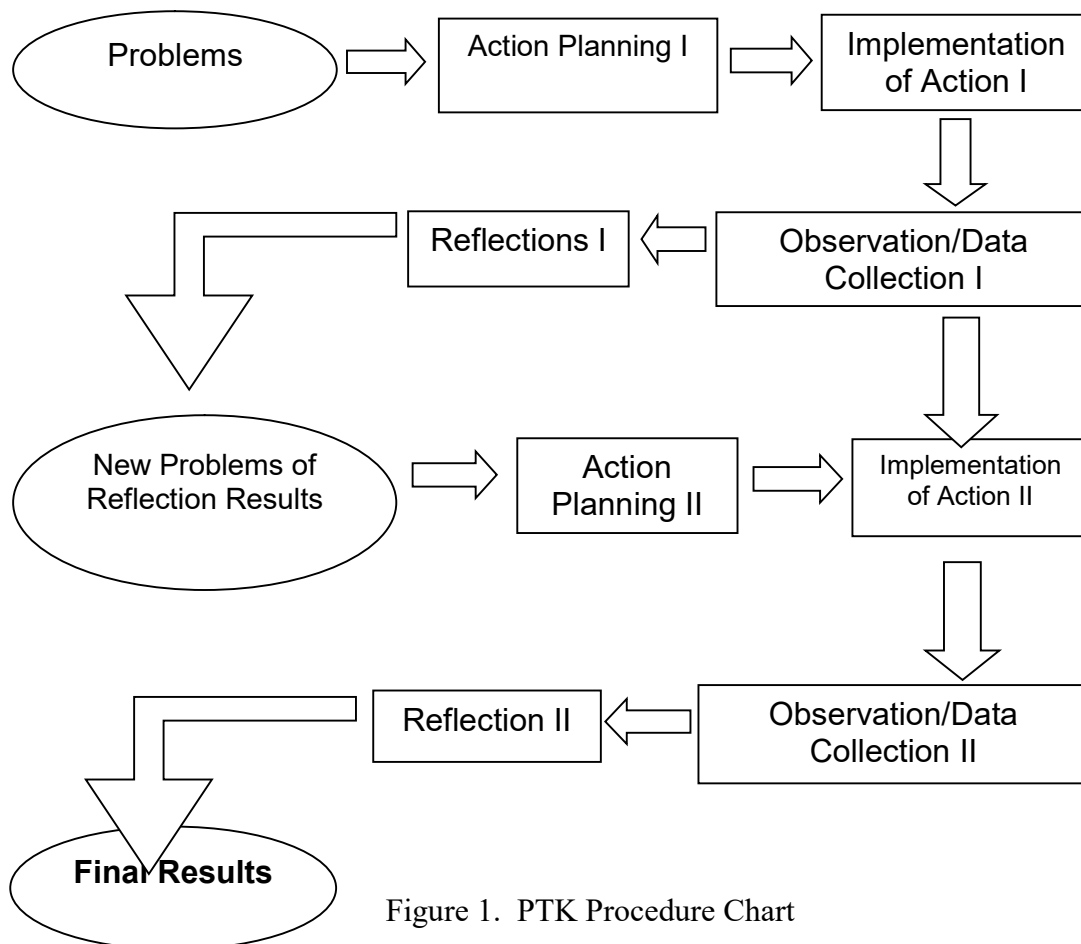 Problems
Action Planning I
Implementation
of Action I
Reflections I
Observation/Data
Collection I
New Problems of
Reflection Results
Action
Planning II
Implementation
of Action II
Reflection II
Observation/Data
Collection II
Final Results
Figure 1. PTK Procedure Chart